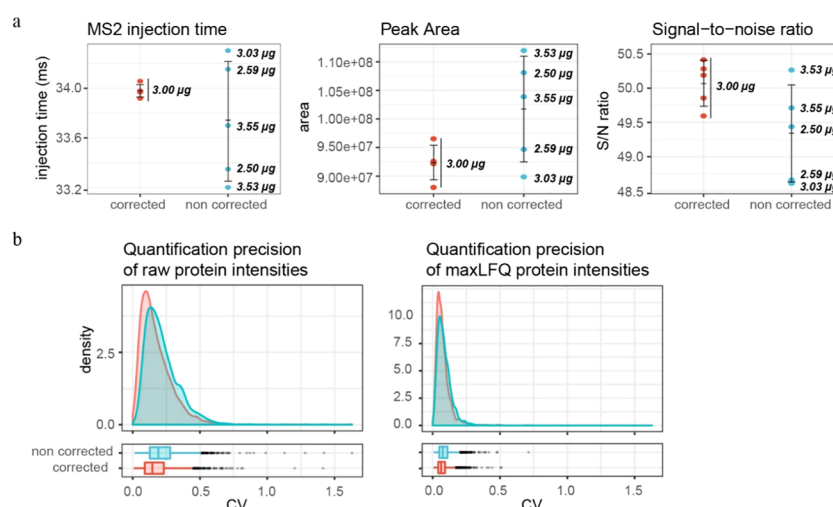 a
MS2 injection time
injection time (ms)
34.0
33.6
33.2
3.00 µg
3.03 µg
2.59 µg
3.55 µg
2.50 µg
3.53 µg
corrected
non corrected
Peak Area
area
1.10e+08
1.05e+08
1.00e+08
9.50e+07
9.00e+07
3.00 µg
3.53 µg
2.50 µg
3.55 µg
2.59 µg
3.03 µg
corrected
non corrected
Signal-to-noise ratio
S/N ratio
50.5
50.0
49.5
49.0
48.5
3.00 µg
3.53 µg
3.55 µg
2.50 µg
2.59 µg
3.03 µg
corrected
non corrected
b
Quantification precision
of raw protein intensities
density
2.5
0.0
non corrected
corrected
0.0
0.5
1.0
1.5
CV
Quantification precision
of maxLFQ protein intensities
10.0
7.5
5.0
2.5
0.0
0.0
0.5
1.0
1.5
CV